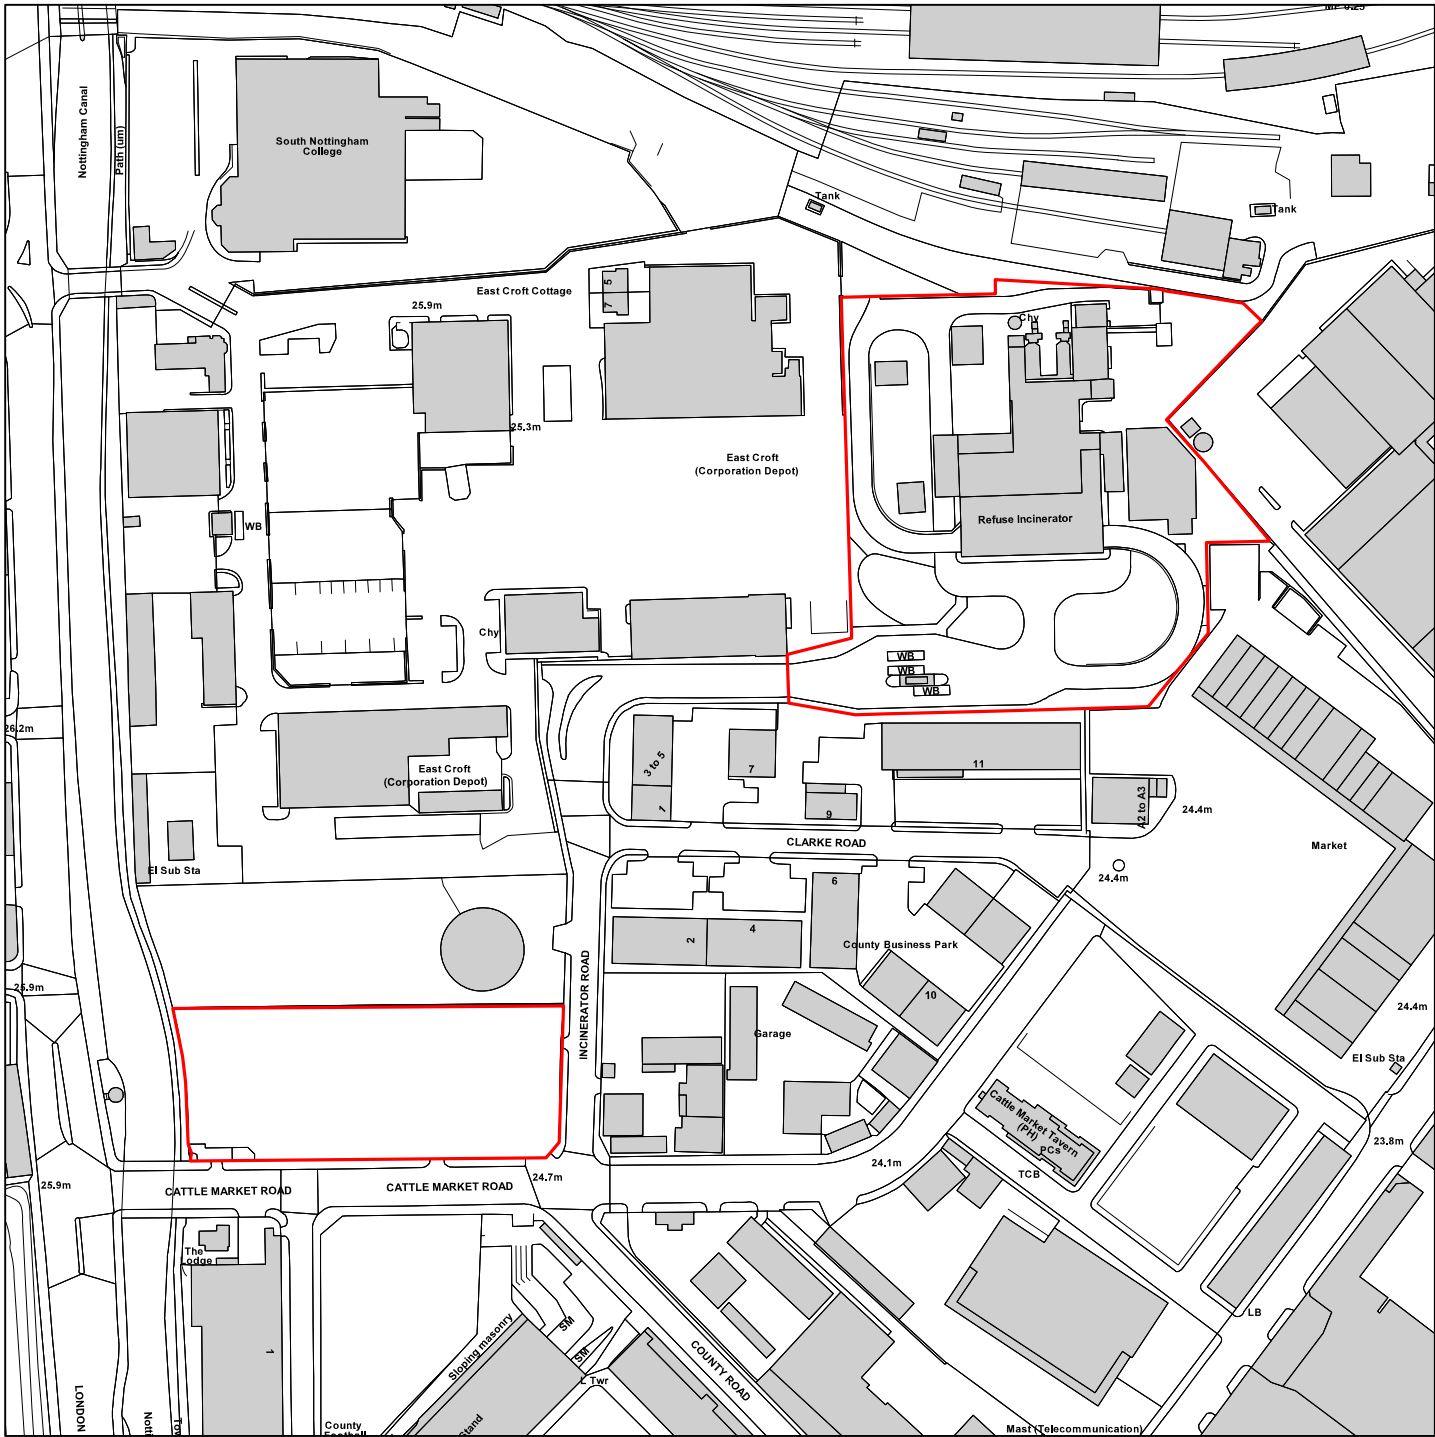 MP 0.25
Nottingham Canal
Path (um)
South Nottingham
College
Tank
Tank
East Croft Cottage
5
7
25.9m
Chy
25.3m
East Croft
(Corporation Depot)
Refuse Incinerator
WB
Chy
WB
WB
WB
26.2m
East Croft
(Corporation Depot)
3 to 5
1
7
11
9
A2 to A3
24.4m
CLARKE ROAD
Market
El Sub Sta
24.4m
6
2
4
County Business Park
10
25.9m
INCINERATOR ROAD
Garage
24.4m
El Sub Sta
Cattle Market Tavern
(PH)
PCs
TCB
23.8m
24.1m
24.7m
25.9m
CATTLE MARKET ROAD
CATTLE MARKET ROAD
The
Lodge
1
Sloping masonry
SM
SM
L Twr
COUNTY ROAD
LB
LONDON
County
Stand
Mast (Telecommunication)